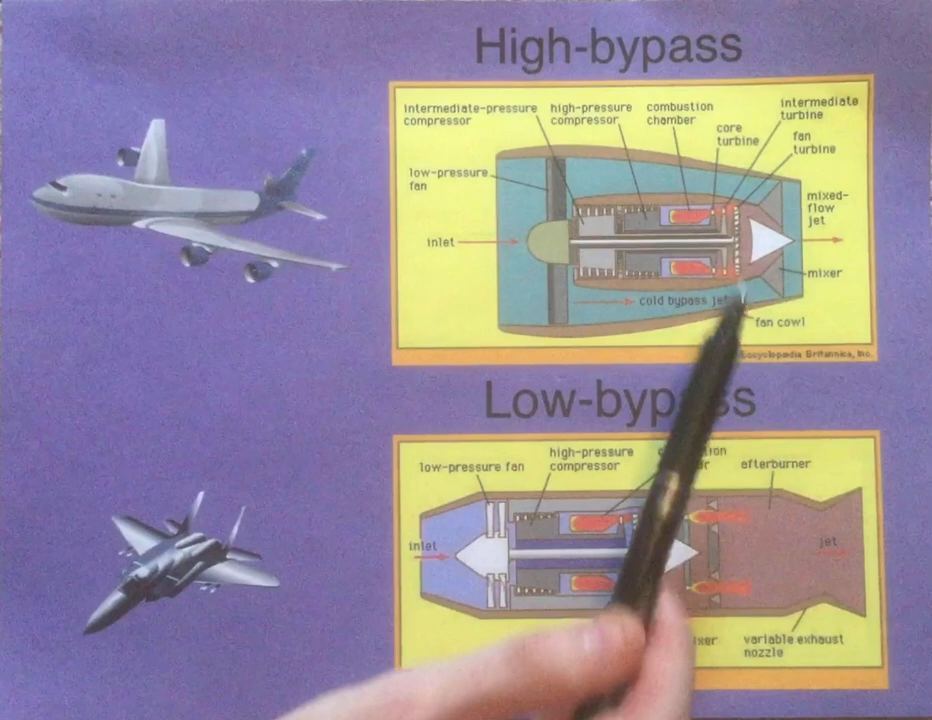 High-bypass
intermediate-pressure
compressor
high-pressure
compressor
combustion
chamber
intermediate
turbine
core
turbine
fan
turbine
low-pressure
fan
mixed-
flow
jet
inlet
mixer
cold bypass jet
fan cowl
Encyclopaedia Britannica, Inc.
Low-bypass
low-pressure fan
high-pressure
compressor
afterburner
inlet
jet
variable exhaust
nozzle